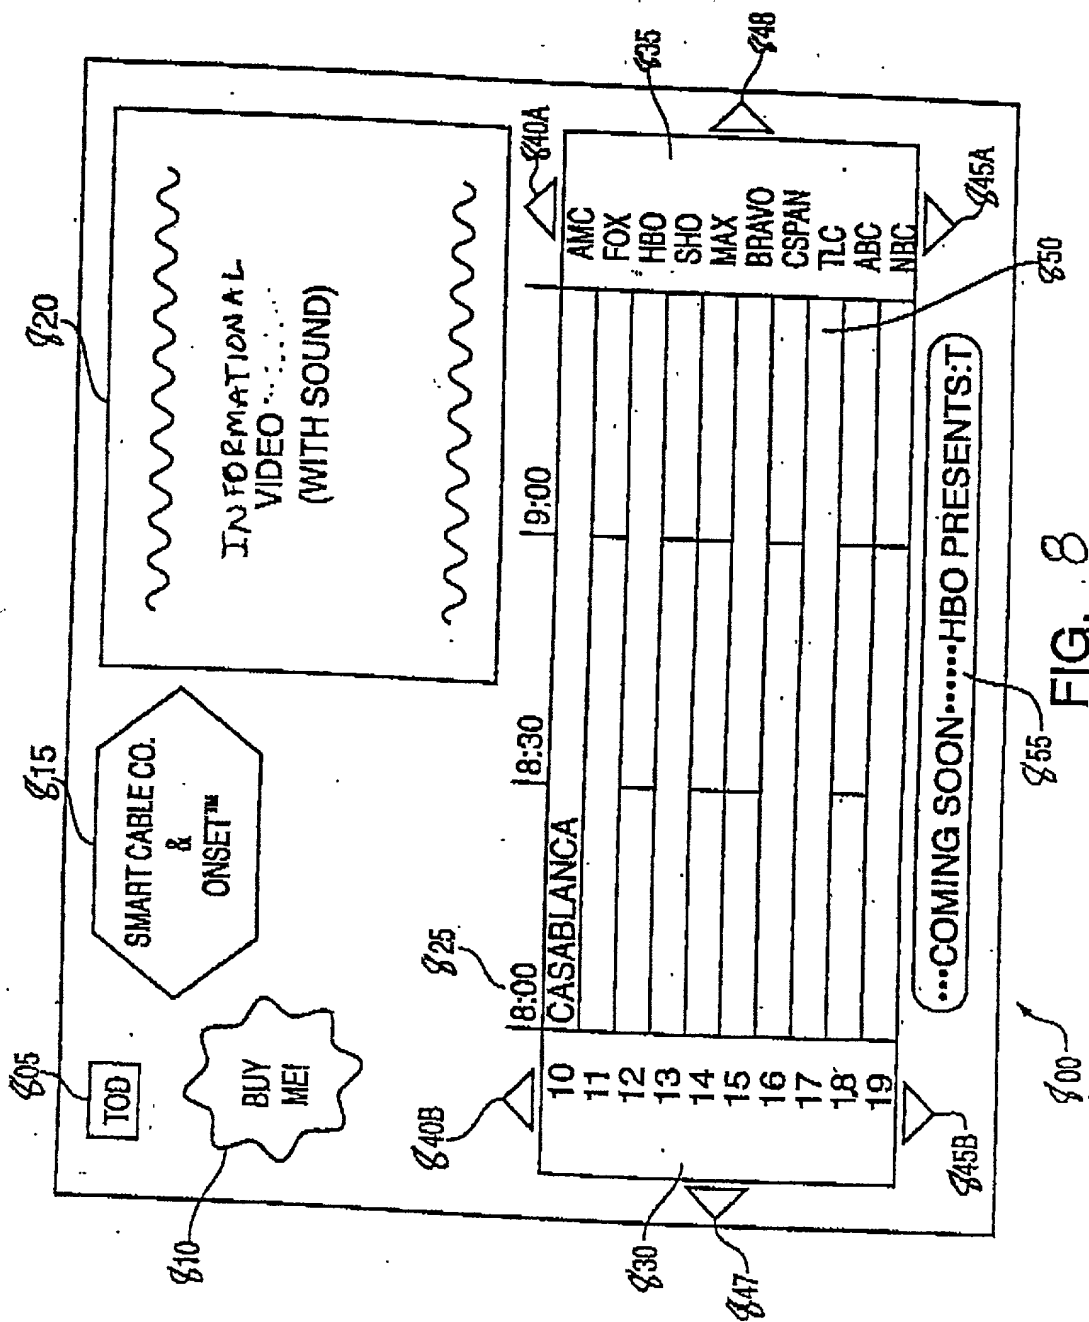 805
TOD
810
BUY
ME!
815
SMART CABLE CO.
&
ONSET™
820
INFORMATIONAL
VIDEO........
(WITH SOUND)
825
8:00
8:30
9:00
840B
840A
830
835
10
CASABLANCA
AMC
11
FOX
12
HBO
13
SHO
14
MAX
15
BRAVO
16
CSPAN
17
TLC
18
ABC
19
NBC
847
848
850
845B
845A
•••COMING SOON•••••••HBO PRESENTS:T
855
800
FIG. 8